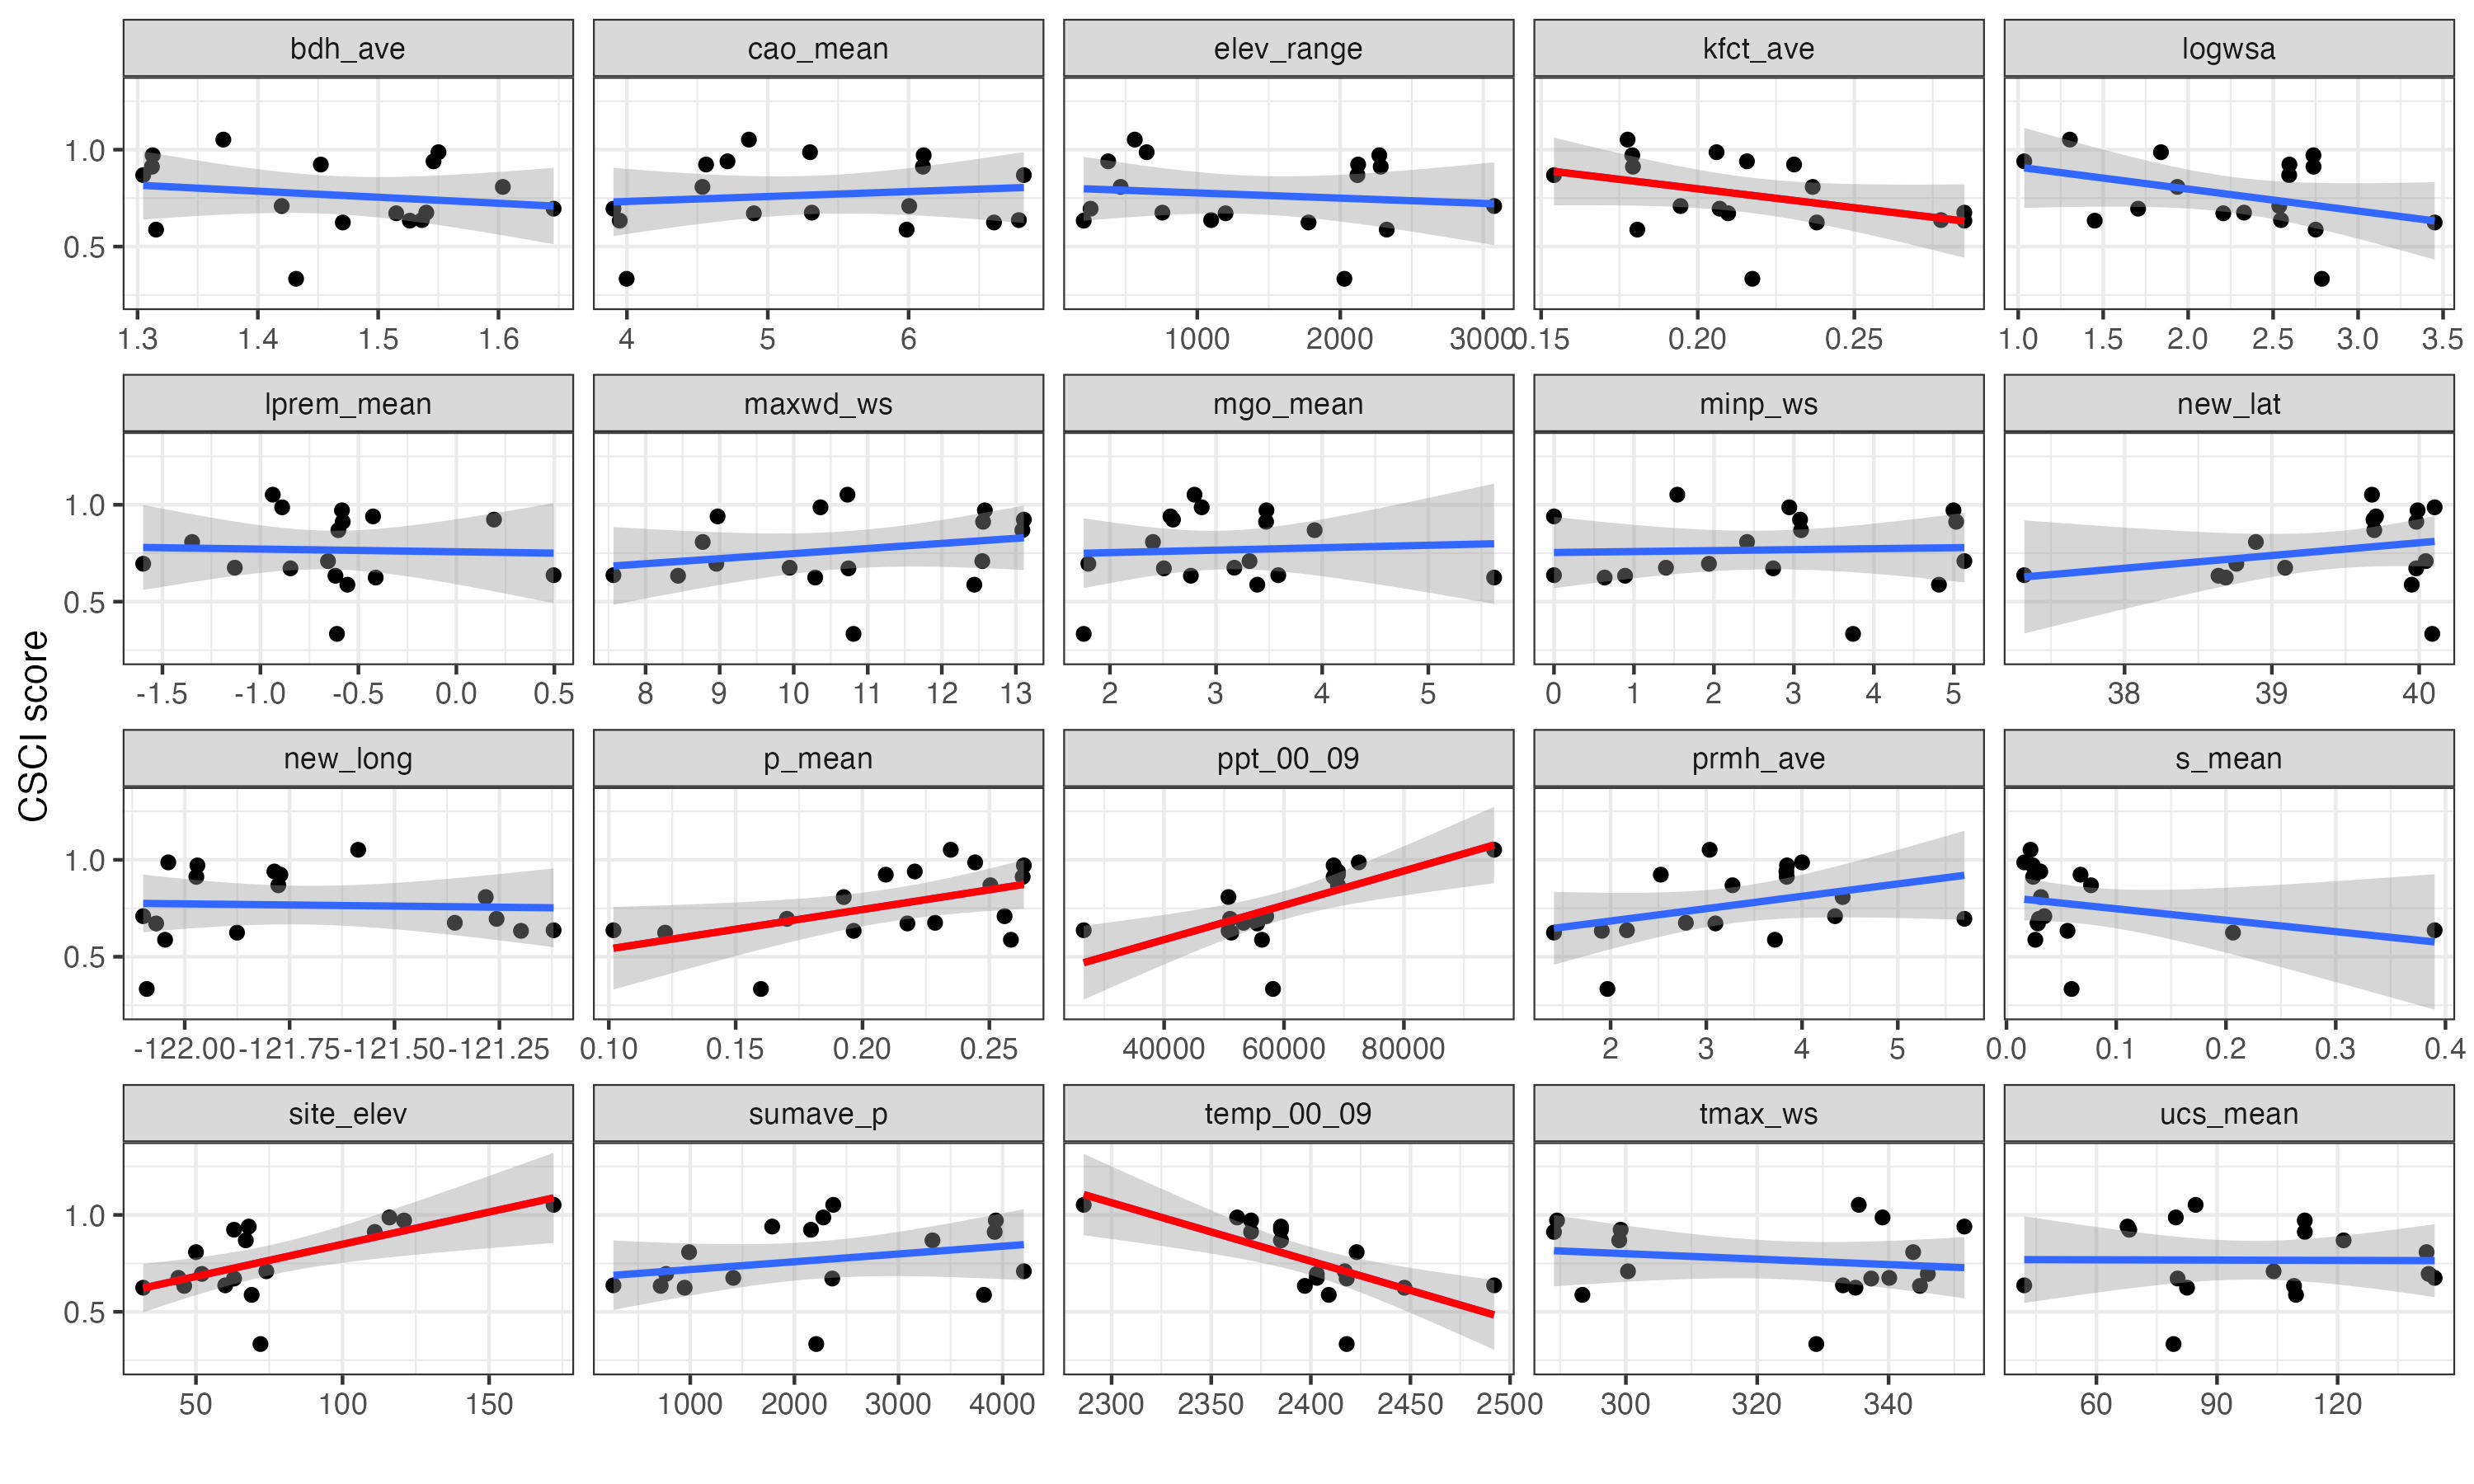 bdh_ave cao_mean elev_range kfct_ave logwsa
1.0
0.5
1.3 1.4 1.5 1.6 4 5 6 1000 2000 3000 0.15 0.20 0.25 1.0 1.5 2.0 2.5 3.0 3.5
lprem_mean maxwd_ws mgo_mean minp_ws new_lat
1.0
0.5
-1.5 -1.0 -0.5 0.0 0.5 8 9 10 11 12 13 2 3 4 5 0 1 2 3 4 5 38 39 40
CSCI score
new_long p_mean ppt_00_09 prmh_ave s_mean
1.0
0.5
-122.00 -121.75 -121.50 -121.25 0.10 0.15 0.20 0.25 40000 60000 80000 2 3 4 5 0.0 0.1 0.2 0.3 0.4
site_elev sumave_p temp_00_09 tmax_ws ucs_mean
1.0
0.5
50 100 150 1000 2000 3000 4000 2300 2350 2400 2450 2500 300 320 340 60 90 120